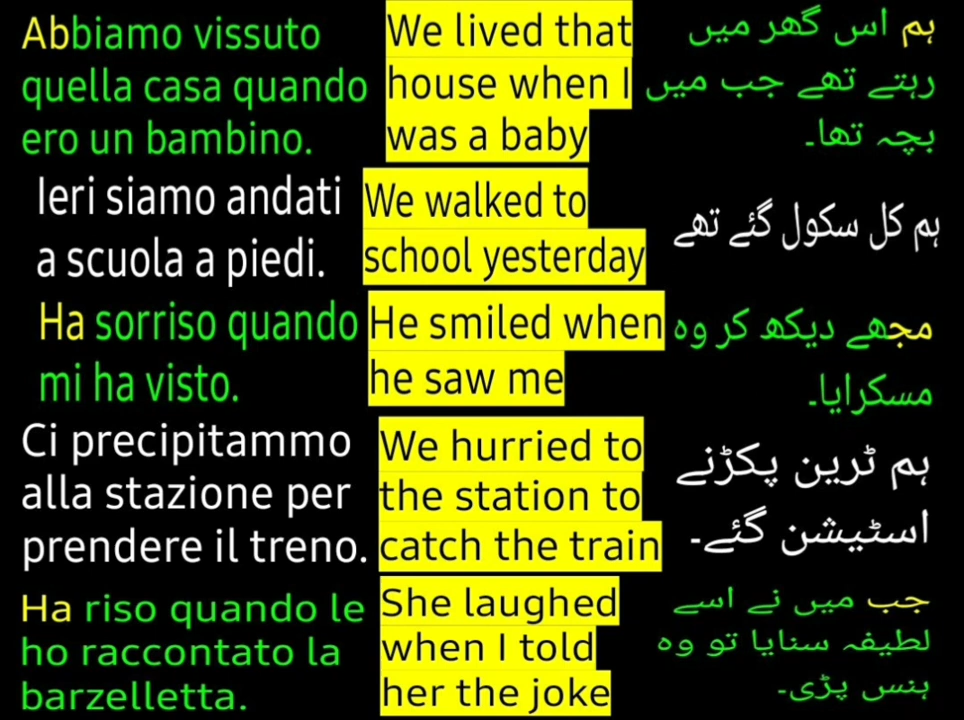 Abbiamo vissuto
quella casa quando
ero un bambino.
We lived that
house when I
was a baby
ہم اس گھر میں
رہتے تھے جب میں
بچہ تھا۔
Ieri siamo andati
a scuola a piedi.
We walked to
school yesterday
ہم کل سکول گئے تھے
Ha sorriso quando
mi ha visto.
He smiled when
he saw me
مجھے دیکھ کر وہ
مسکرایا۔
Ci precipitammo
alla stazione per
prendere il treno.
We hurried to
the station to
catch the train
ہم ٹرین پکڑنے
اسٹیشن گئے۔
Ha riso quando le
ho raccontato la
barzelletta.
She laughed
when I told
her the joke
جب میں نے اسے
لطیفہ سنایا تو وہ
ہنس پڑی۔